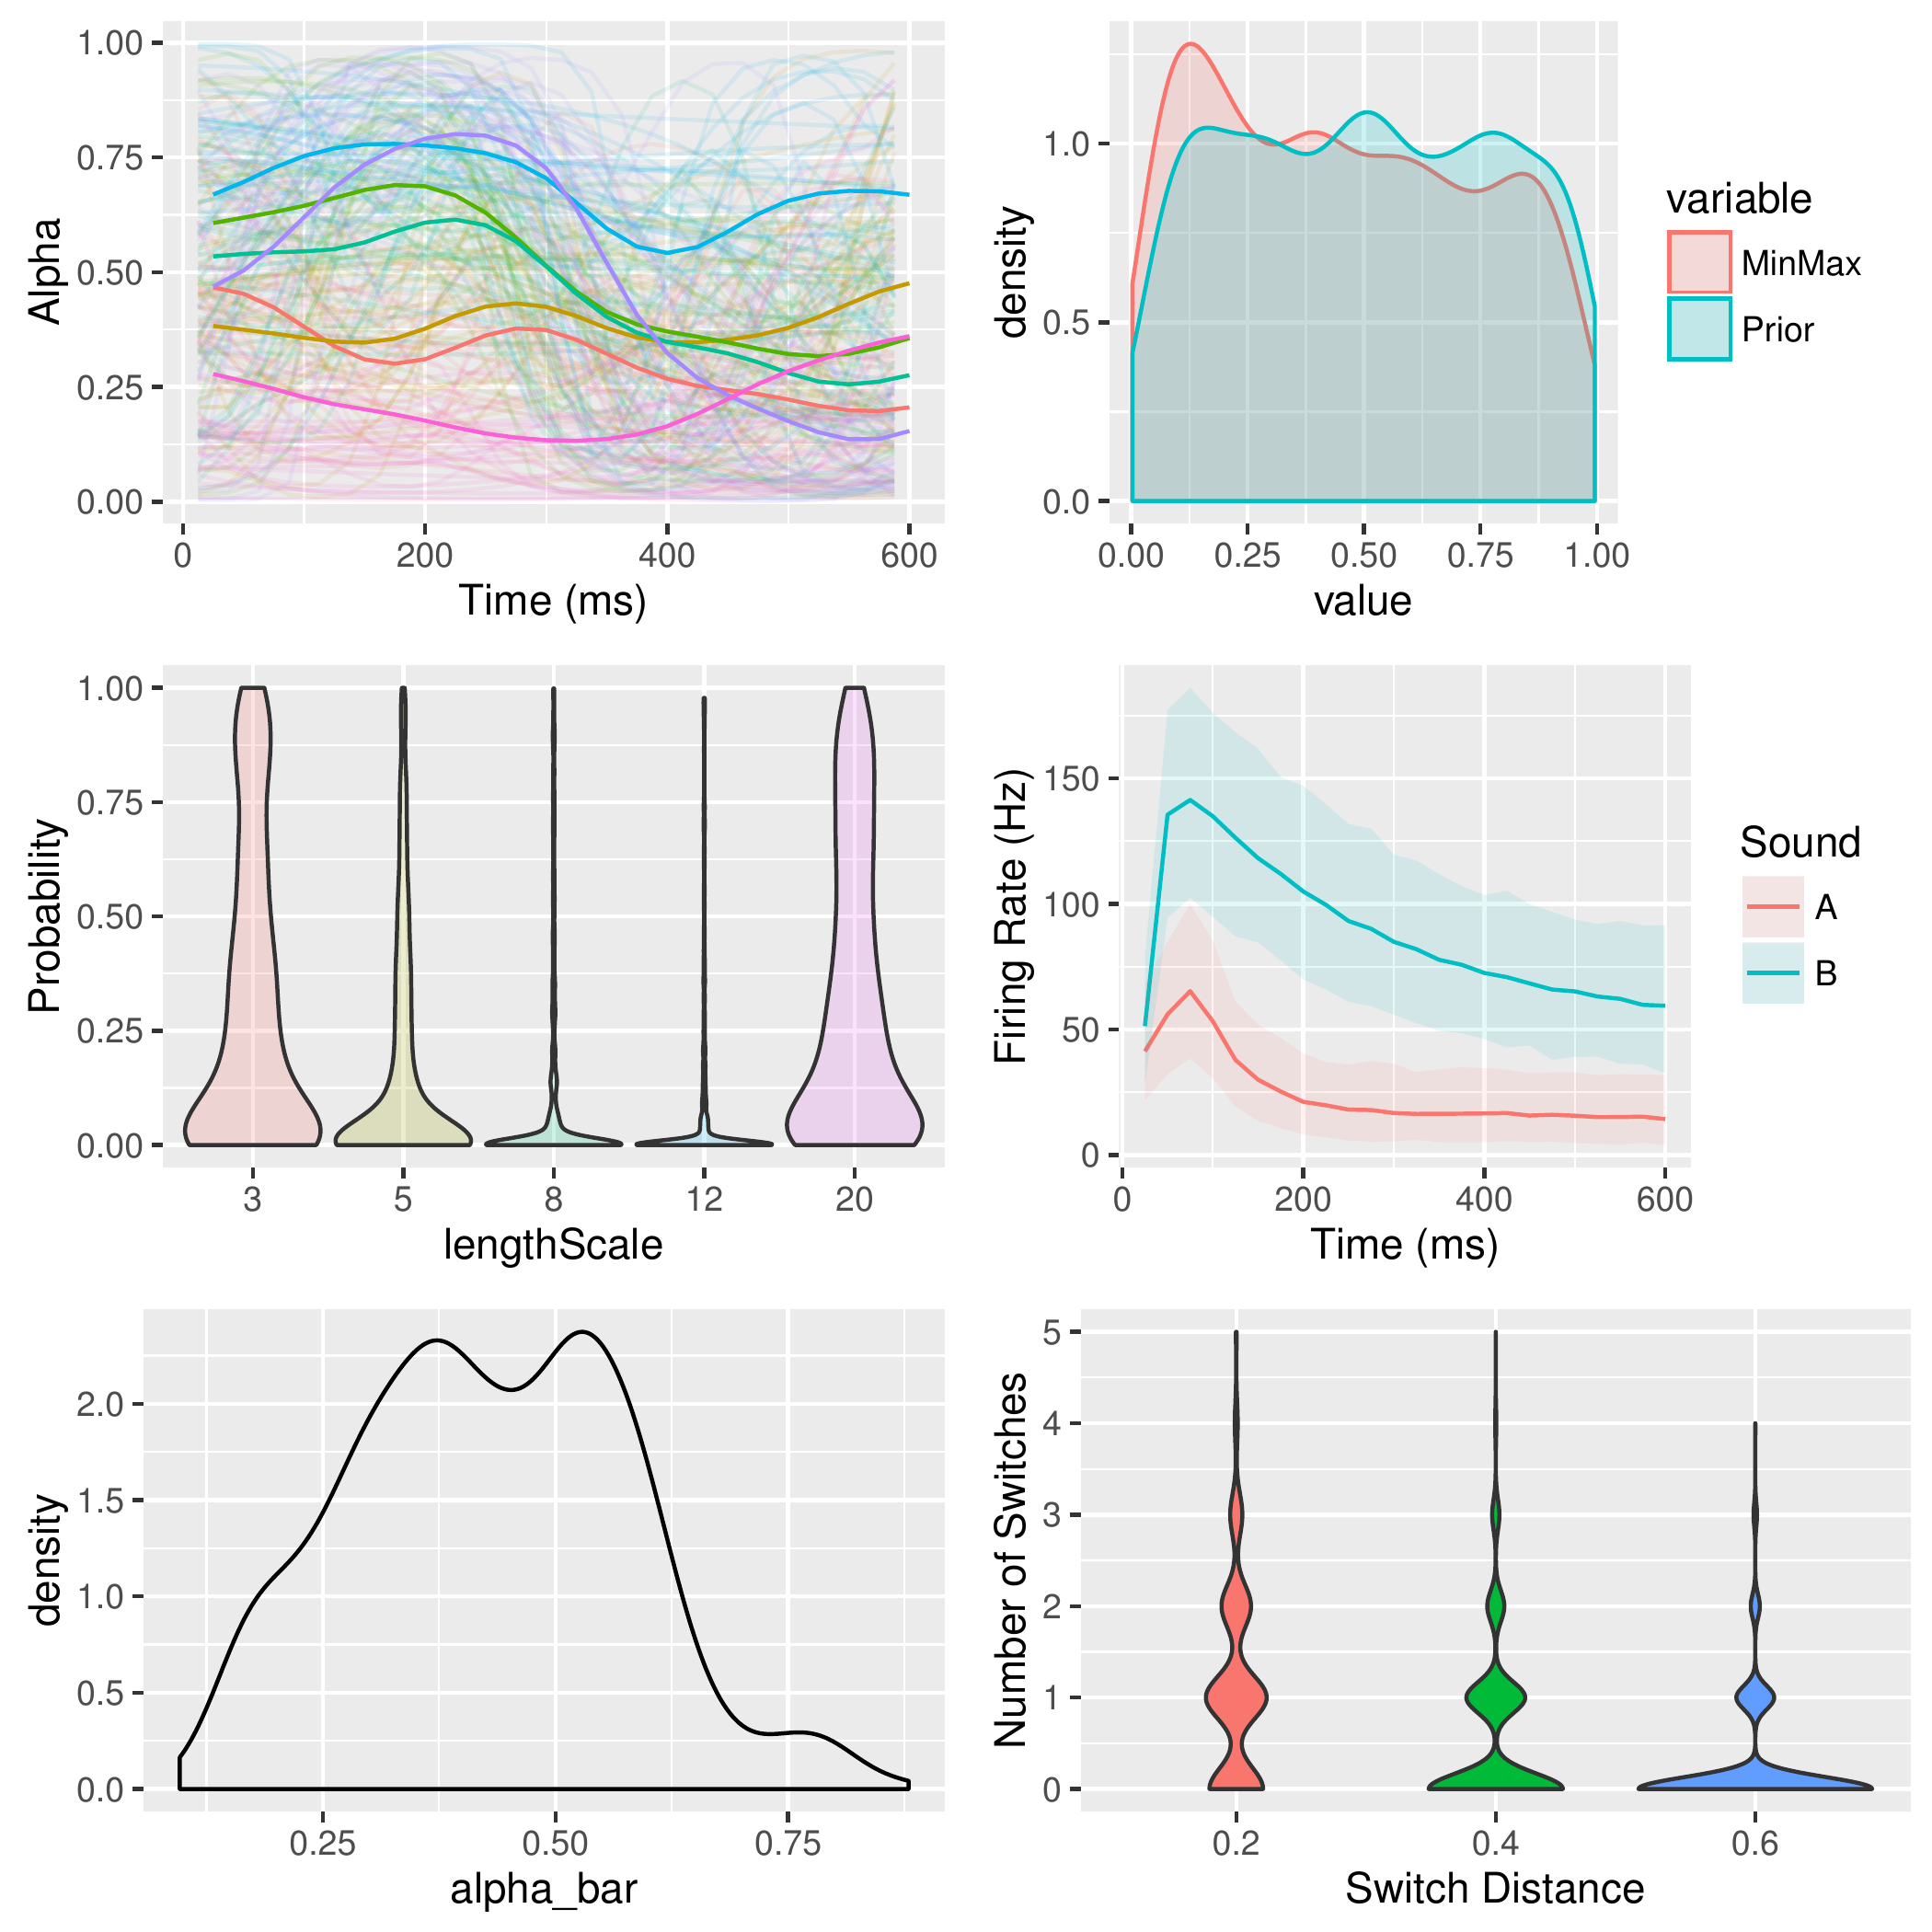 1.00
0.75
0.50
0.25
0.00
Alpha
0
200
400
600
Time (ms)
1.0
0.5
0.0
density
0.00
0.25
0.50
0.75
1.00
value
variable
MinMax
Prior
1.00
0.75
0.50
0.25
0.00
Probability
3
5
8
12
20
lengthScale
150
100
50
0
Firing Rate (Hz)
0
200
400
600
Time (ms)
Sound
A
B
2.0
1.5
1.0
0.5
0.0
density
0.25
0.50
0.75
alpha_bar
5
4
3
2
1
0
Number of Switches
0.2
0.4
0.6
Switch Distance